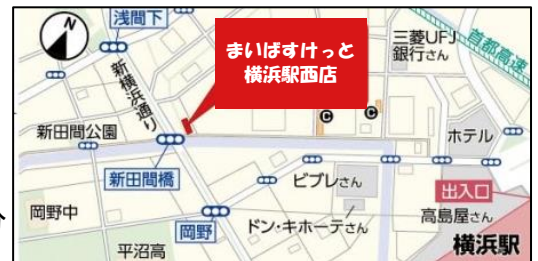 N
浅間下
まいばすけっと
横浜駅西店
三菱UFJ
銀行さん
首都高速
新横浜通り
C
C
新田間公園
ホテル
新田間橋
ビブレさん
出入口
岡野中
岡野
ドン・キホーテさん
高島屋さん
平沼高
横浜駅